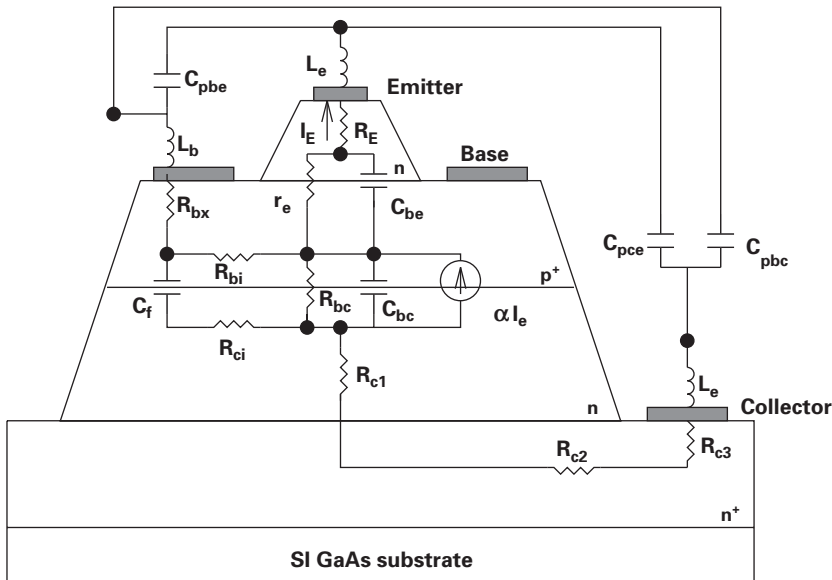 L_e
C_pbe
Emitter
I_E
R_E
L_b
Base
n
r_e
C_be
R_bx
C_pce
C_pbc
R_bi
p⁺
C_f
R_bc
C_bc
α I_e
R_ci
R_c1
L_e
n
Collector
R_c2
R_c3
n⁺
SI GaAs substrate